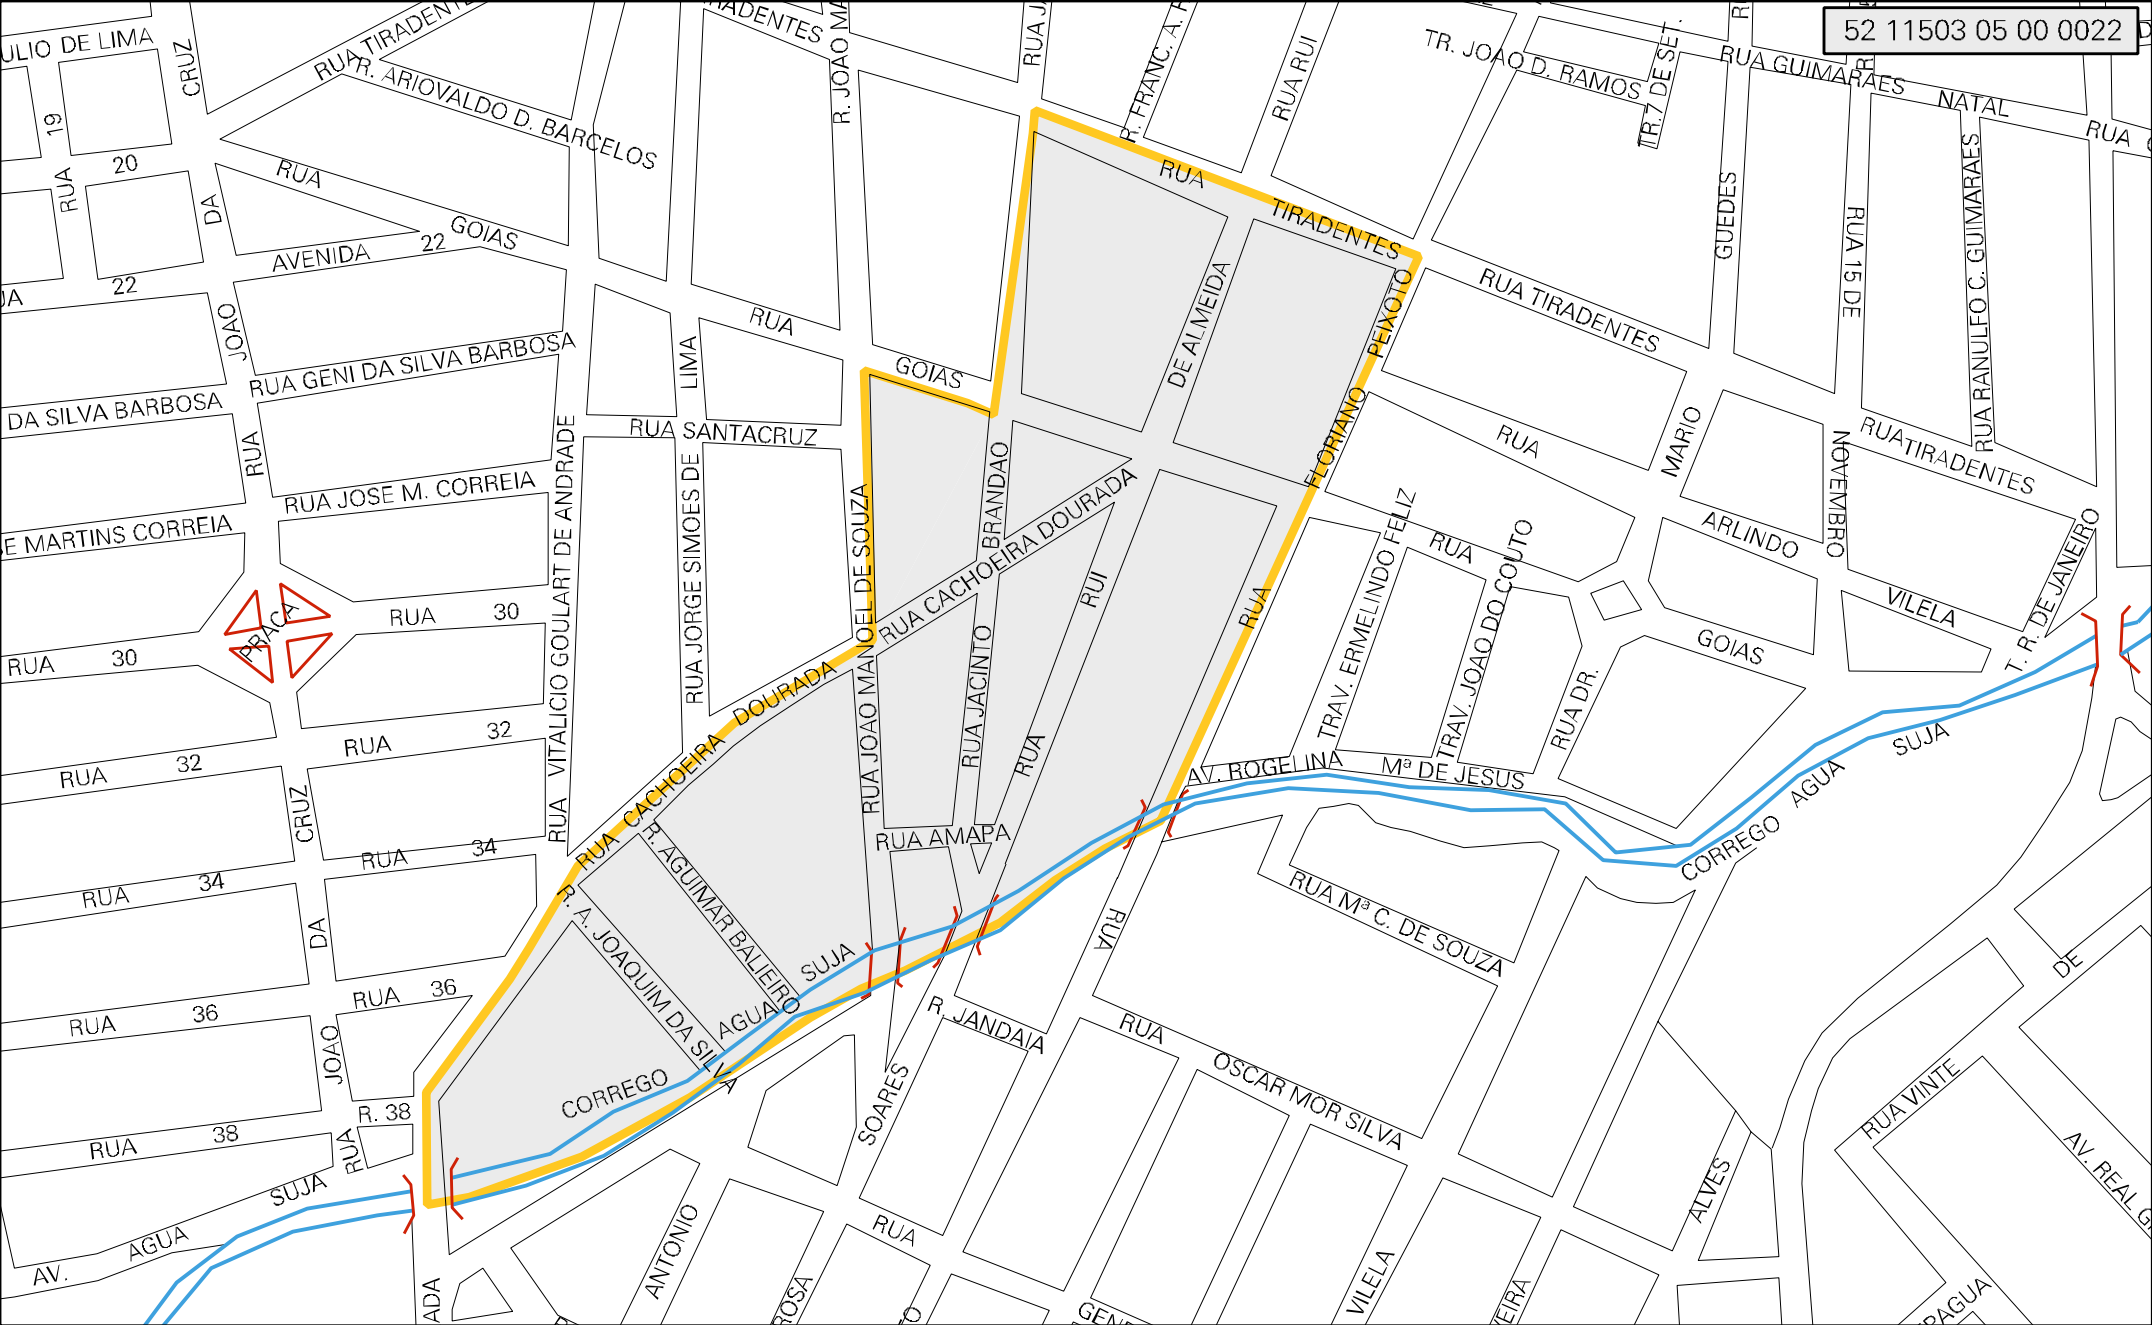 52 11503 05 00 0022
RUA TIRADENTES
R. ARIOVALDO D. BARCELOS
CRUZ
RUA 19
20
DA
RUA GOIAS
AVENIDA 22
22
JOAO
RUA GENI DA SILVA BARBOSA
DA SILVA BARBOSA
RUA
RUA JOSE M. CORREIA
MARTINS CORREIA
PRACA
RUA 30
RUA 30
RUA 32
RUA 32
CRUZ
RUA 34
RUA 34
DA
RUA 36
RUA 36
JOAO
R. 38
RUA 38
RUA
SUJA
AGUA
AV.
RUA VITALICIO GOULART DE ANDRADE
LIMA
RUA SANTACRUZ
RUA JORGE SIMOES DE
RUA
GOIAS
R. JOAO
RUA JOAO MANOEL DE SOUZA
BRANDAO
RUA JACINTO
RUA CACHOEIRA DOURADA
RUA CACHOEIRA DOURADA
RUA RUI
DE ALMEIDA
RUA RUI
R. FRANC. A.
RUA
TIRADENTES
RUA FLORIANO PEIXOTO
RUA AMAPA
R. AGUIMAR BALIEIRO
R. A. JOAQUIM DA SILVA
CORREGO AGUA SUJA
TR. JOAO D. RAMOS
TR. 7 DE SET.
RUA GUIMARAES
NATAL
RUA
GUEDES
RUA 15 DE
NOVEMBRO
RUA RANULFO C. GUIMARAES
RUA TIRADENTES
RUA TIRADENTES
MARIO
RUA
ARLINDO
VILELA
RUA
GOIAS
T. R. DE JANEIRO
TRAV. ERMELINDO FELIZ
TRAV. JOAO DO COUTO
RUA DR.
AV. ROGELINA Mª DE JESUS
CORREGO AGUA SUJA
RUA Mª C. DE SOUZA
RUA
R. JANDAIA
RUA OSCAR MOR SILVA
SOARES
ANTONIO
RUA
VILELA
ALVES
DE
RUA VINTE
AV. REAL